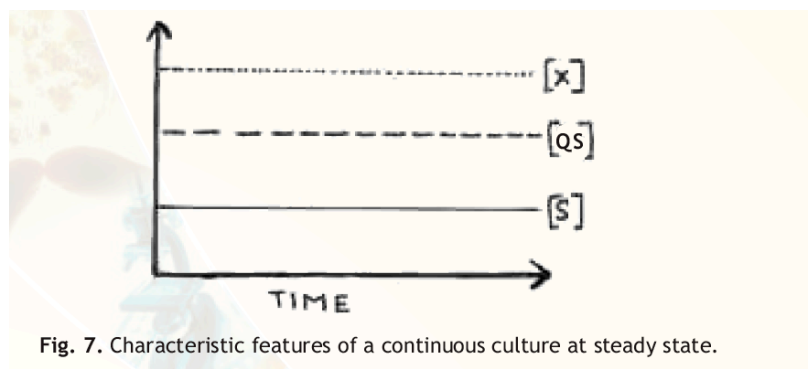 [X]
[QS]
[S]
TIME
Fig. 7. Characteristic features of a continuous culture at steady state.